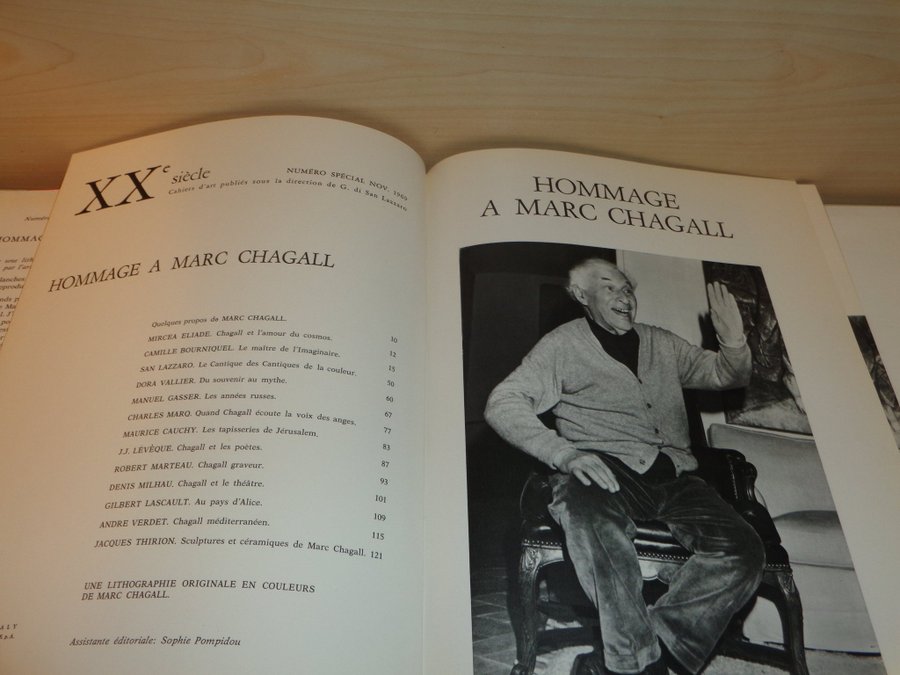 XXe siècle
NUMÉRO SPÉCIAL NOV. 1969
Cahiers d'art publiés sous la direction de G. di San Lazzaro
HOMMAGE A MARC CHAGALL
Quelques propos de MARC CHAGALL. 10
MIRCEA ELIADE. Chagall et l'amour du cosmos. 12
CAMILLE BOURNIQUEL. Le maître de l'Imaginaire. 15
SAN LAZZARO. Le Cantique des Cantiques de la couleur. 50
DORA VALLIER. Du souvenir au mythe. 60
MANUEL GASSER. Les années russes. 67
CHARLES MARQ. Quand Chagall écoute la voix des anges. 77
MAURICE CAUCHY. Les tapisseries de Jérusalem. 83
J.J. LEVÊQUE. Chagall et les poètes. 87
ROBERT MARTEAU. Chagall graveur. 93
DENIS MILHAU. Chagall et le théâtre. 101
GILBERT LASCAULT. Au pays d'Alice. 109
ANDRE VERDET. Chagall méditerranéen. 115
JACQUES THIRION. Sculptures et céramiques de Marc Chagall. 121
UNE LITHOGRAPHIE ORIGINALE EN COULEURS
DE MARC CHAGALL.
Assistante éditoriale: Sophie Pompidou
HOMMAGE
A MARC CHAGALL